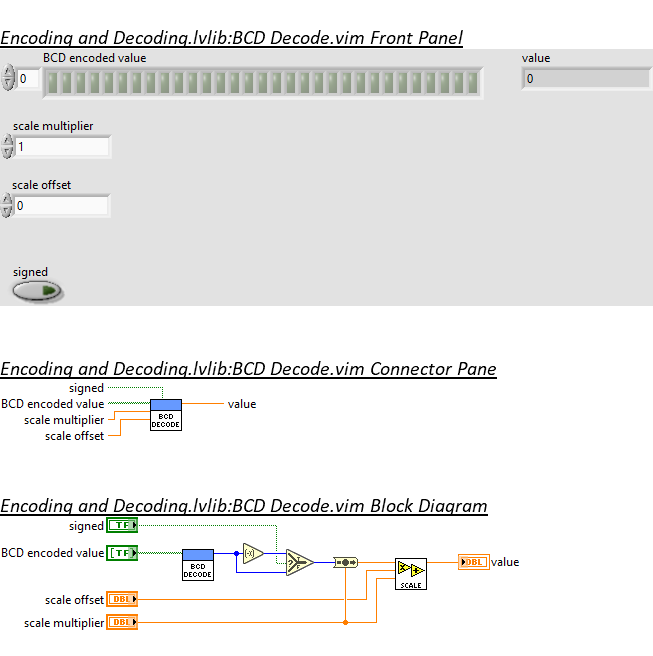 Encoding and Decoding.lvlib:BCD Decode.vim Front Panel
BCD encoded value
value
0
0
scale multiplier
1
scale offset
0
signed
Encoding and Decoding.lvlib:BCD Decode.vim Connector Pane
signed
BCD encoded value
value
scale multiplier
scale offset
BCD
DECODE
Encoding and Decoding.lvlib:BCD Decode.vim Block Diagram
signed
TF
BCD encoded value
[TF
BCD
DECODE
(-x)
?
T
F
SCALE
DBL
value
scale offset
DBL
scale multiplier
DBL